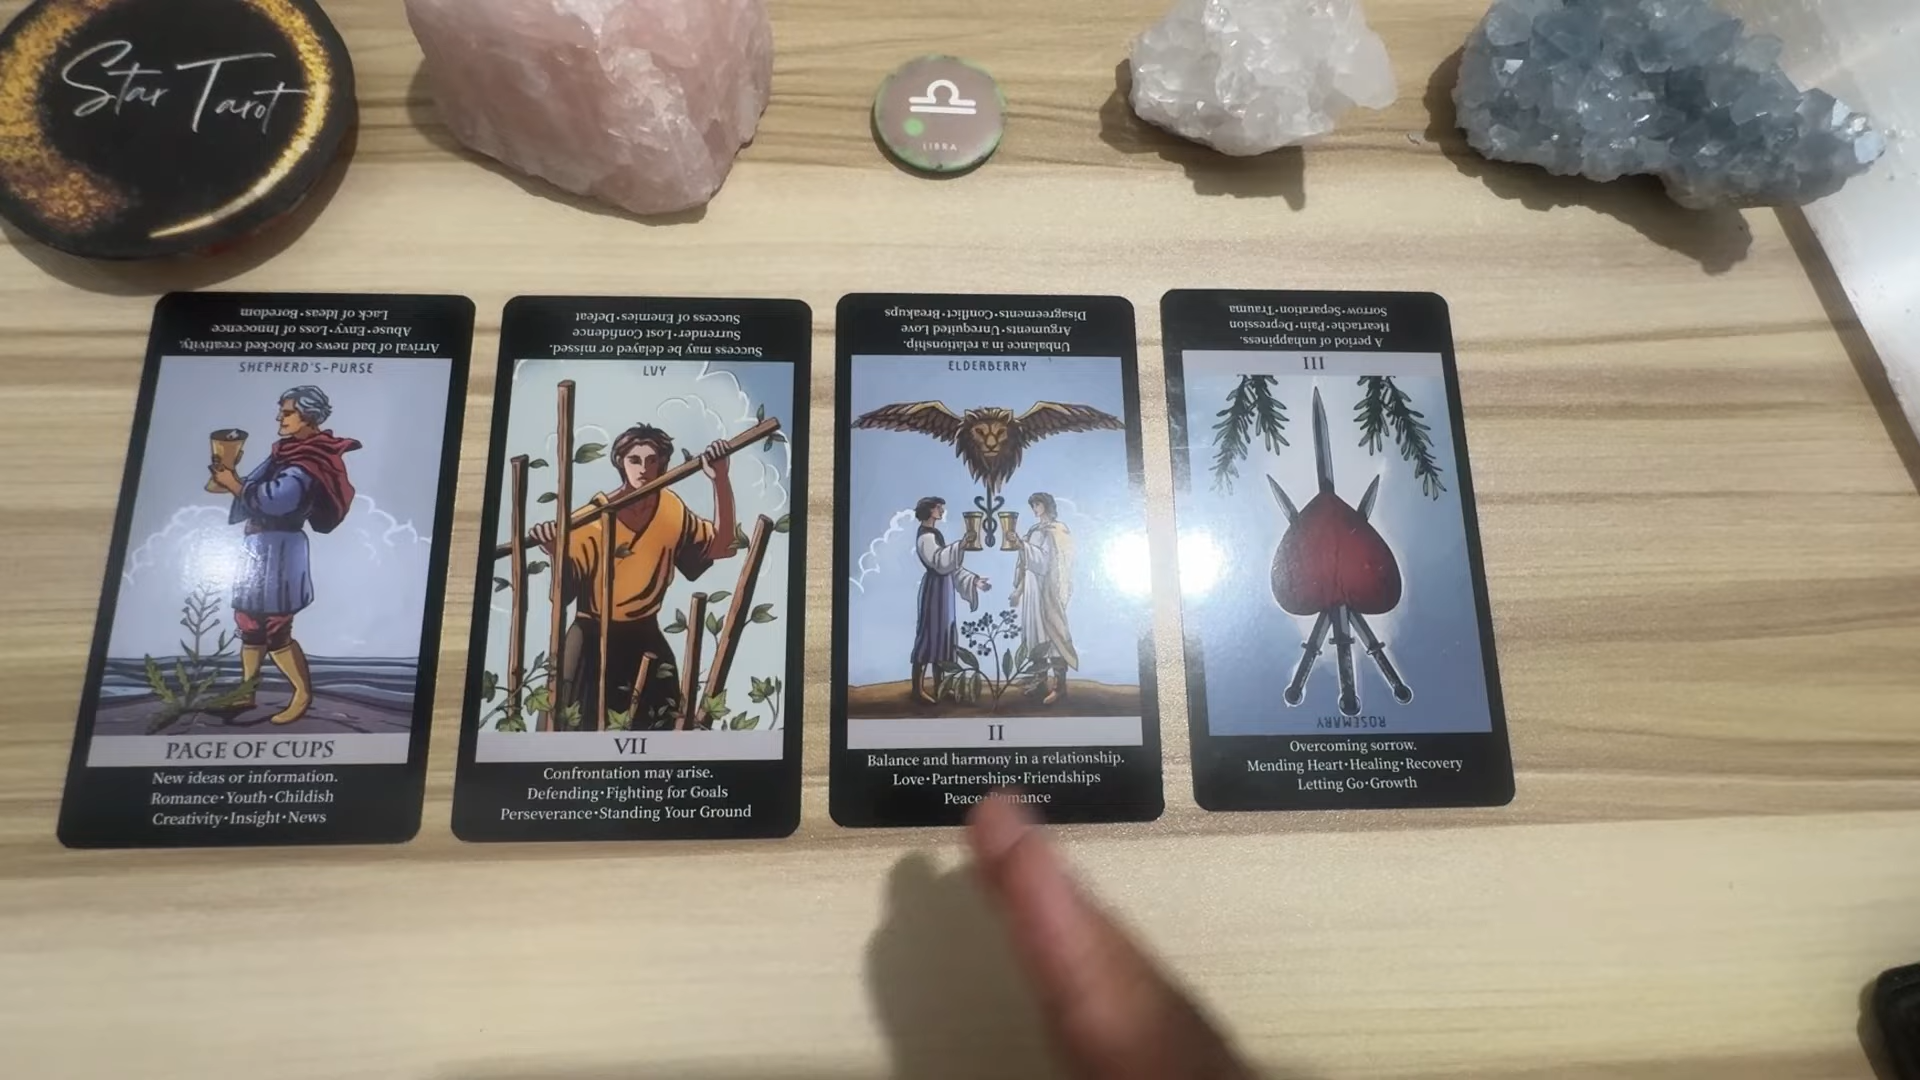 Star Tarot
LIBRA
Arrival of bad news or blocked creativity.
Abuse•Envy•Loss of Innocence
Lack of Ideas•Boredom
SHEPHERD'S-PURSE
PAGE OF CUPS
New ideas or information.
Romance•Youth•Childish
Creativity•Insight•News
Success may be delayed or missed.
Surrender•Lost Confidence
Success of Enemies•Defeat
LVY
VII
Confrontation may arise.
Defending•Fighting for Goals
Perseverance•Standing Your Ground
Unbalance in a relationship.
Arguments•Unrequited Love
Disagreements•Conflict•Breakups
ELDERBERRY
II
Balance and harmony in a relationship.
Love•Partnerships•Friendships
Peace•Romance
A period of unhappiness.
Heartache•Pain•Depression
Sorrow•Separation•Trauma
III
ROSEMARY
Overcoming sorrow.
Mending Heart•Healing•Recovery
Letting Go•Growth